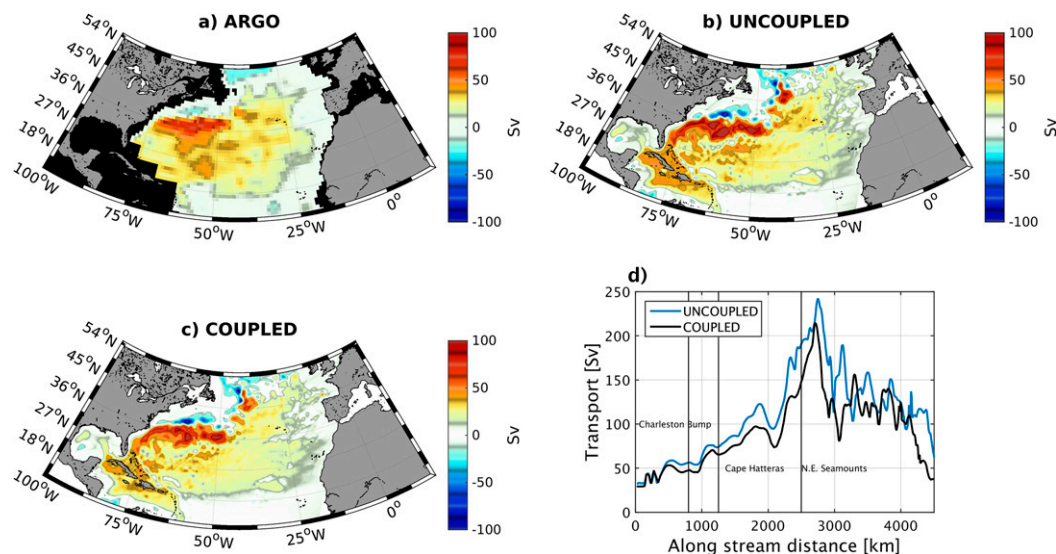 a) ARGO
54°N
45°N
36°N
27°N
18°N
100°W
75°W
50°W
25°W
0°
100
50
0
-50
-100
Sv
b) UNCOUPLED
54°N
45°N
36°N
27°N
18°N
100°W
75°W
50°W
25°W
0°
100
50
0
-50
-100
Sv
c) COUPLED
54°N
45°N
36°N
27°N
18°N
100°W
75°W
50°W
25°W
0°
100
50
0
-50
-100
Sv
d)
UNCOUPLED
COUPLED
250
200
150
100
50
0
Transport [Sv]
Charleston Bump
Cape Hatteras
N.E. Seamounts
0 1000 2000 3000 4000
Along stream distance [km]